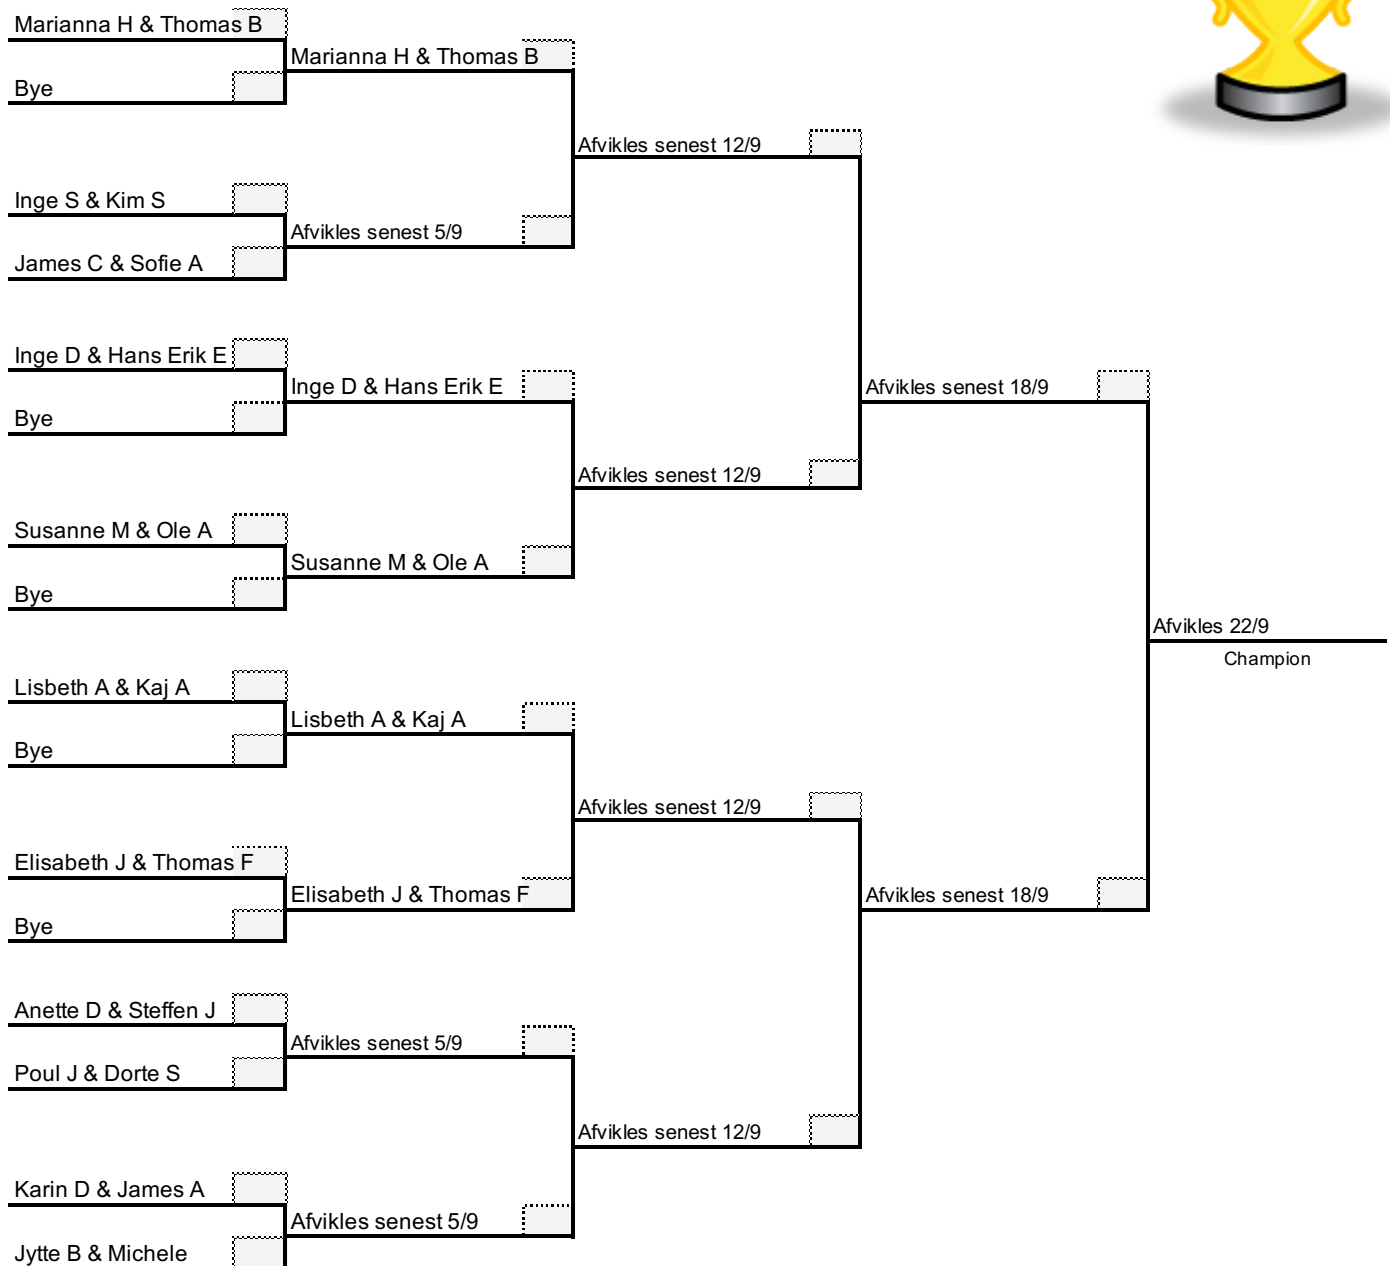 Marianna H & Thomas B
Marianna H & Thomas B
Bye
Afvikles senest 12/9
Inge S & Kim S
Afvikles senest 5/9
James C & Sofie A
Inge D & Hans Erik E
Inge D & Hans Erik E
Afvikles senest 18/9
Bye
Afvikles senest 12/9
Susanne M & Ole A
Susanne M & Ole A
Bye
Afvikles 22/9
Champion
Lisbeth A & Kaj A
Lisbeth A & Kaj A
Bye
Afvikles senest 12/9
Elisabeth J & Thomas F
Elisabeth J & Thomas F
Afvikles senest 18/9
Bye
Anette D & Steffen J
Afvikles senest 5/9
Poul J & Dorte S
Afvikles senest 12/9
Karin D & James A
Afvikles senest 5/9
Jytte B & Michele